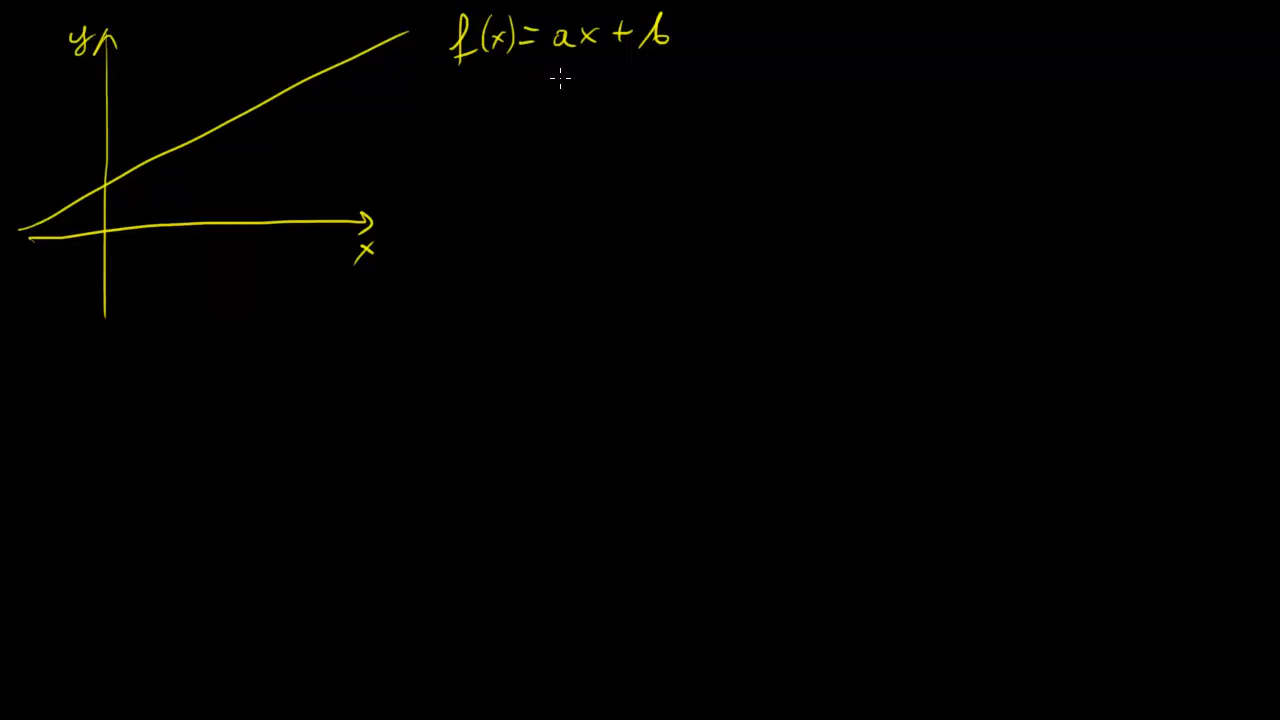 y
f(x)= ax + b
x